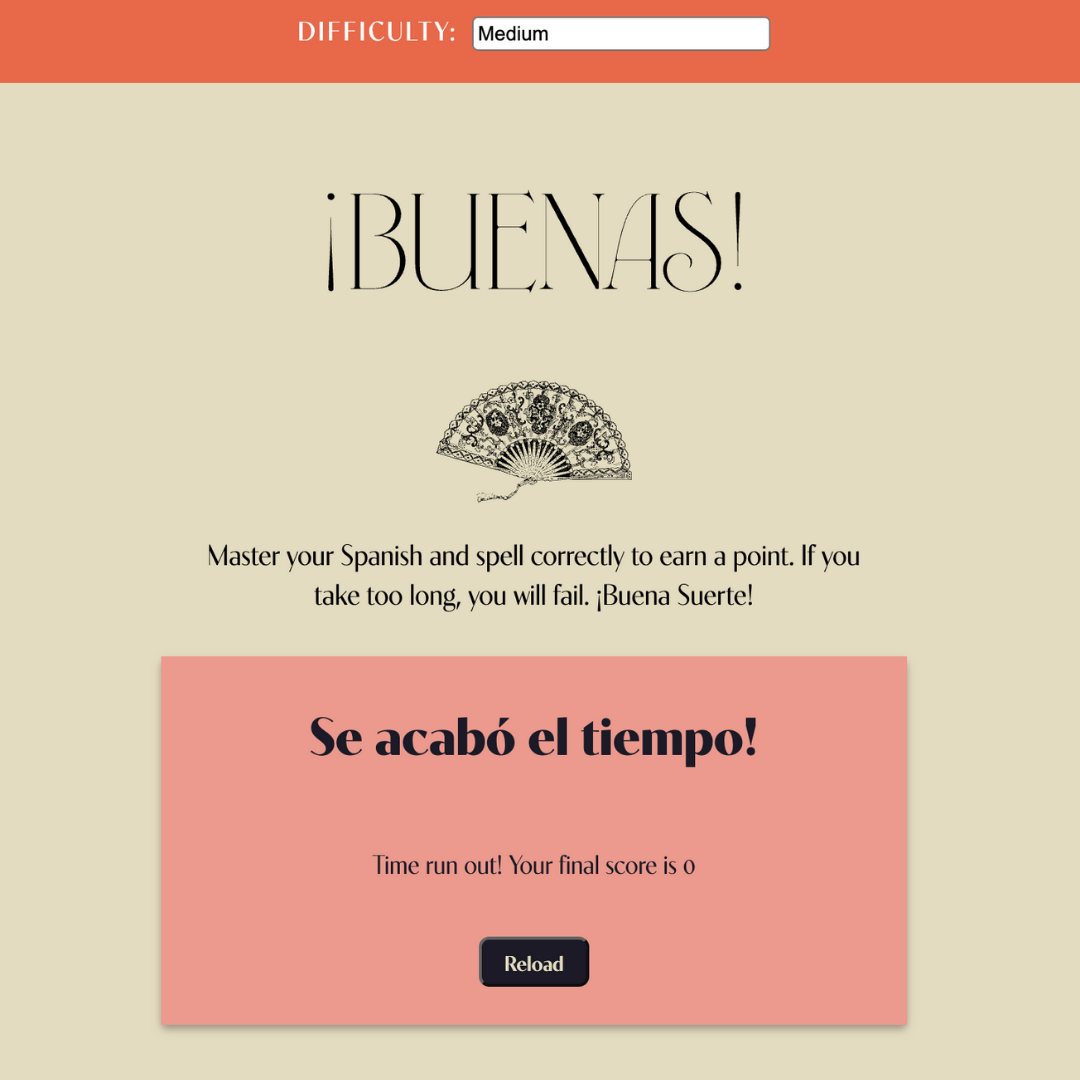 DIFFICULTY: Medium
¡BUENAS!
Master your Spanish and spell correctly to earn a point. If you
take too long, you will fail. ¡Buena Suerte!
Se acabó el tiempo!
Time run out! Your final score is 0
Reload